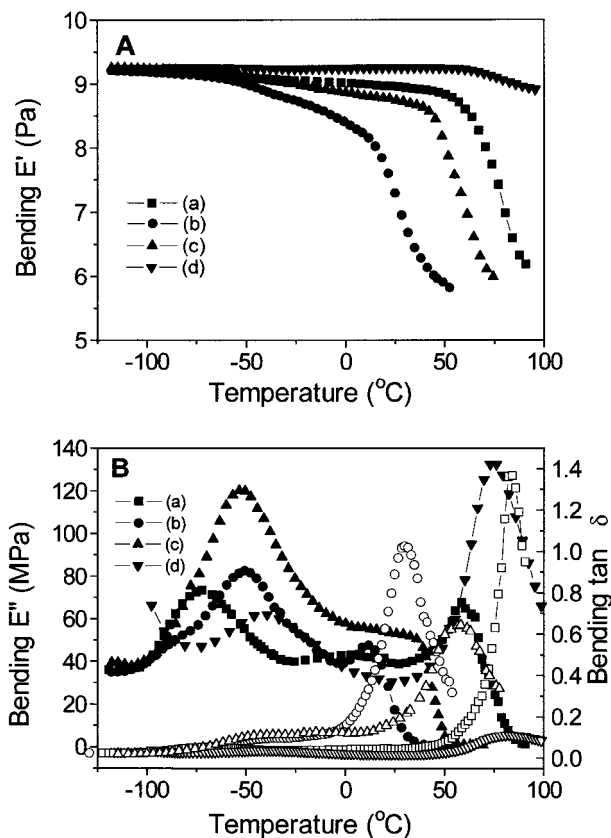 A
10
9
8
7
6
5
Bending E' (Pa)
(a)
(b)
(c)
(d)
-100
-50
0
50
100
Temperature (°C)
B
140
120
100
80
60
40
20
0
Bending E" (MPa)
(a)
(b)
(c)
(d)
1.4
1.2
1.0
0.8
0.6
0.4
0.2
0.0
Bending tan δ
-100
-50
0
50
100
Temperature (°C)